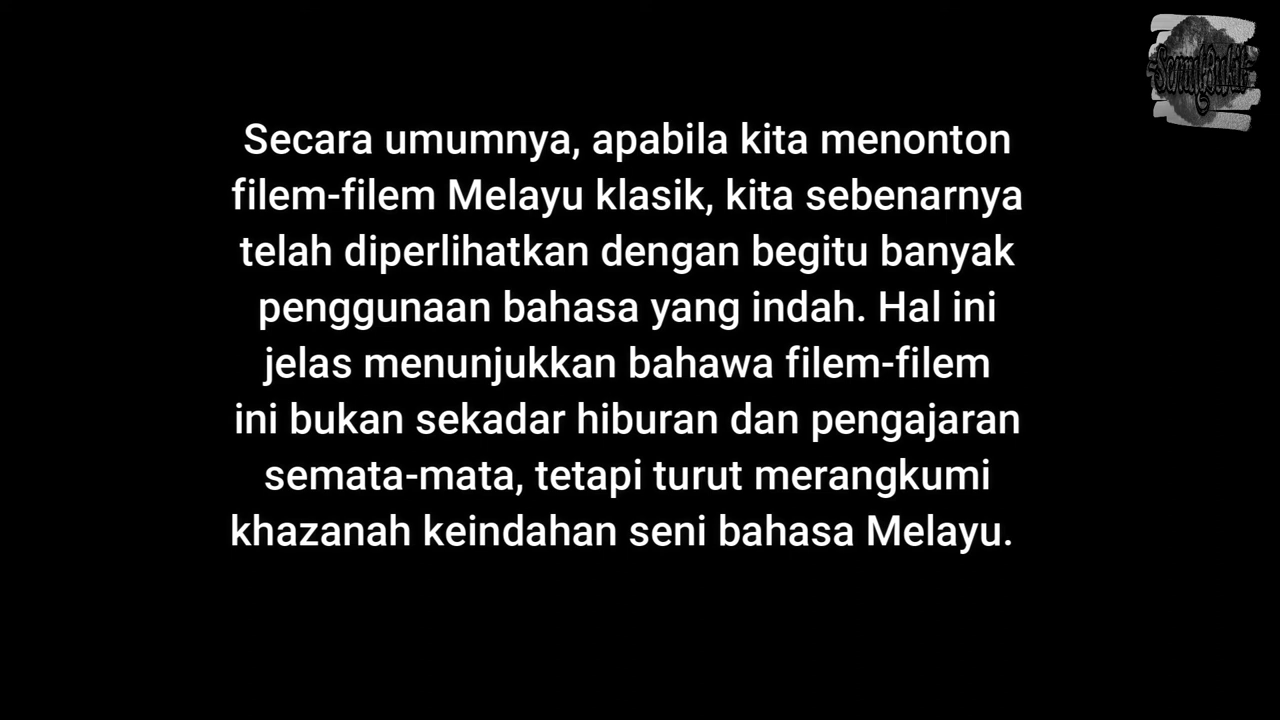 Secara umumnya, apabila kita menonton
filem-filem Melayu klasik, kita sebenarnya
telah diperlihatkan dengan begitu banyak
penggunaan bahasa yang indah. Hal ini
jelas menunjukkan bahawa filem-filem
ini bukan sekadar hiburan dan pengajaran
semata-mata, tetapi turut merangkumi
khazanah keindahan seni bahasa Melayu.